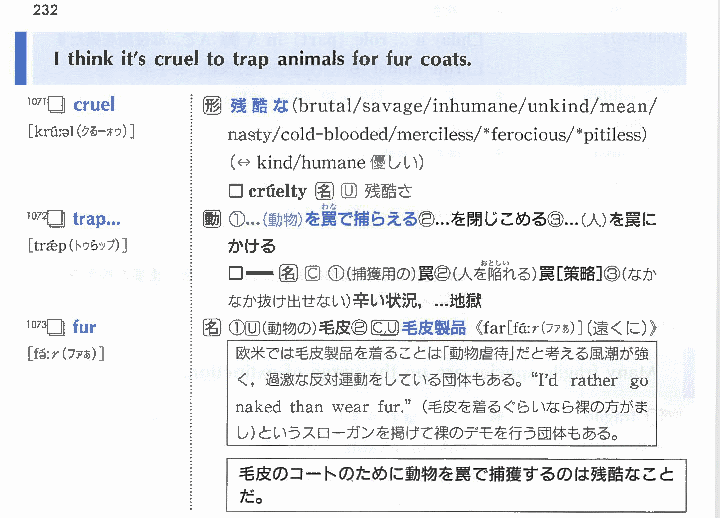 232
I think it's cruel to trap animals for fur coats.
1071 cruel
[krúːəl(クるーオゥ)]
形 残酷な(brutal/savage/inhumane/unkind/mean/
nasty/cold-blooded/merciless/*ferocious/*pitiless)
(↔ kind/humane 優しい)
□ crúelty 名 U 残酷さ
1072 trap...
[trǽp(トゥらップ)]
動 ①...(動物)を罠で捕らえる②...を閉じこめる③...(人)を罠に
わな
かける
□━ 名 C ①(捕獲用の)罠②(人を陥れる)罠[策略]③(なか
おとしい
なか抜け出せない)辛い状況，...地獄
1073 fur
[fə́ːr(ファぁ)]
名 ①U(動物の)毛皮②C,U毛皮製品《far[fɑ́ːr(ファぁ)](遠くに)》
欧米では毛皮製品を着ることは「動物虐待」だと考える風潮が強
く，過激な反対運動をしている団体もある。"I'd rather go
naked than wear fur."（毛皮を着るぐらいなら裸の方がま
し)というスローガンを掲げて裸のデモを行う団体もある。
毛皮のコートのために動物を罠で捕獲するのは残酷なこと
だ。